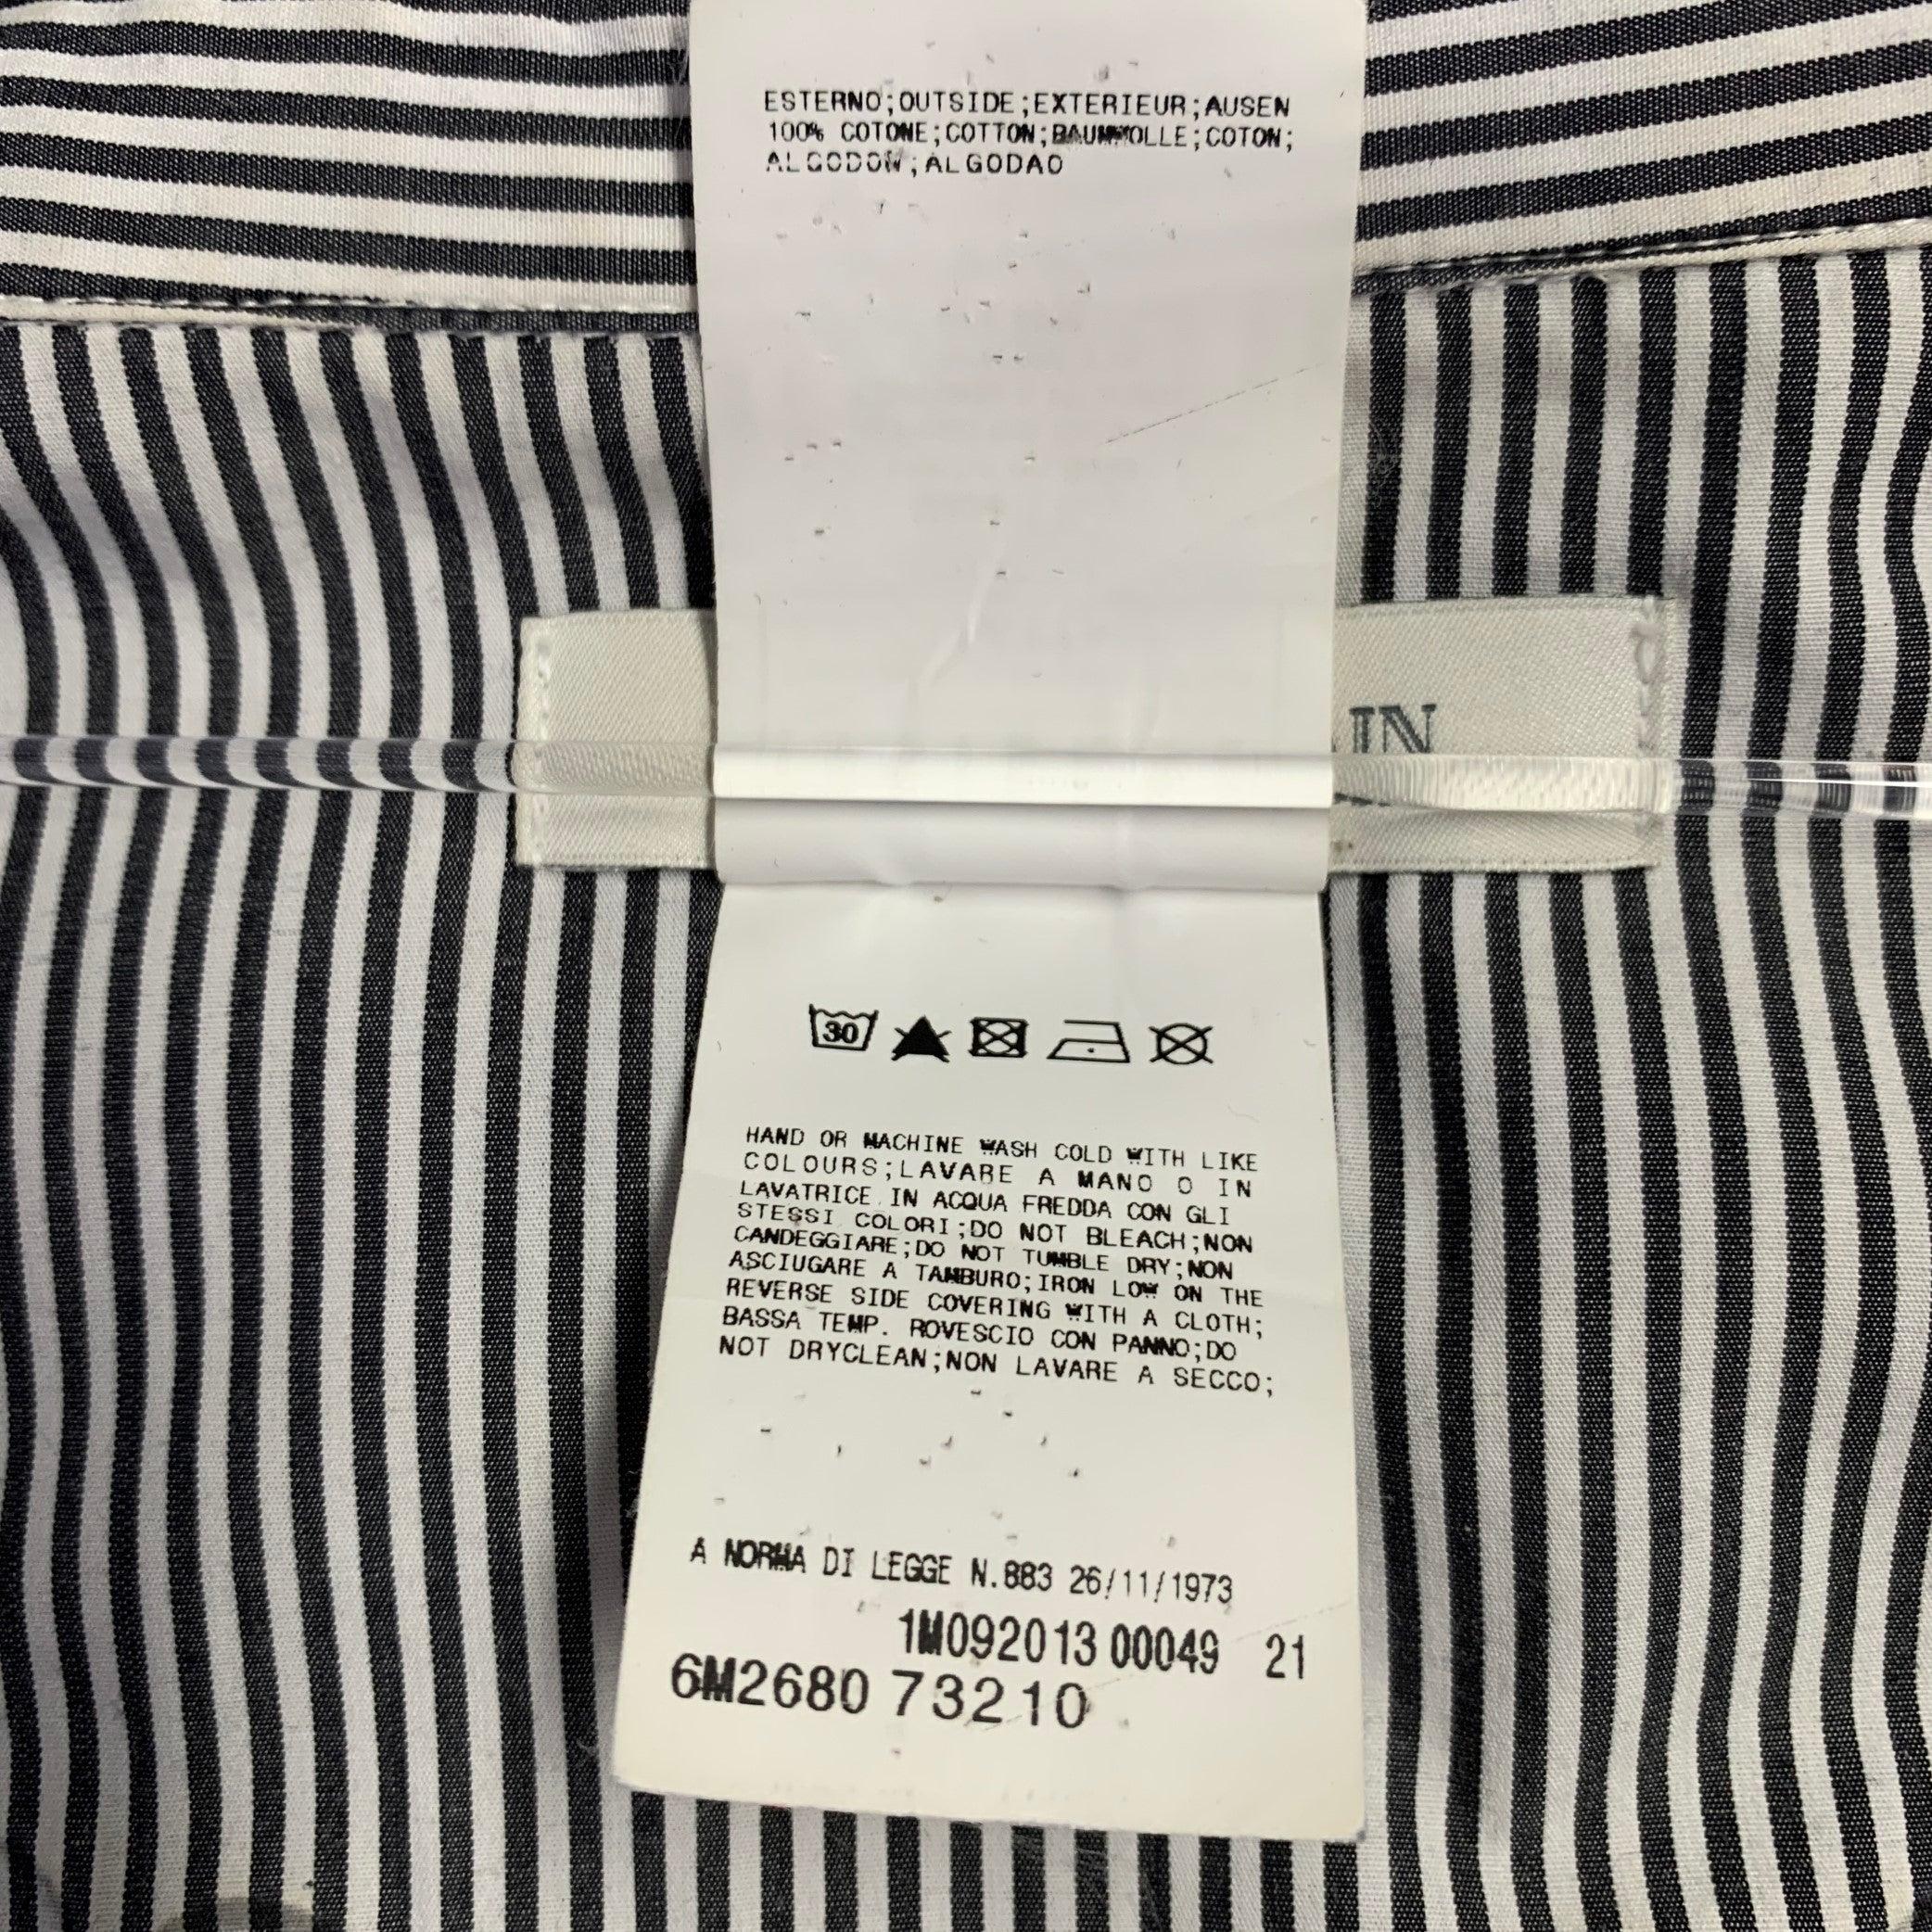 ESTERNO;OUTSIDE;EXTERIEUR;AUSEN
100% COTONE;COTTON;BAUMWOLLE;COTON;
ALGODON;ALGODAO
IN
30
HAND OR MACHINE WASH COLD WITH LIKE
COLOURS;LAVARE A MANO O IN
LAVATRICE IN ACQUA FREDDA CON GLI
STESSI COLORI;DO NOT BLEACH;NON
CANDEGGIARE;DO NOT TUMBLE DRY;NON
ASCIUGARE A TAMBURO;IRON LOW ON THE
REVERSE SIDE COVERING WITH A CLOTH;
BASSA TEMP. ROVESCIO CON PANNO;DO
NOT DRYCLEAN;NON LAVARE A SECCO;
A NORMA DI LEGGE N.883 26/11/1973
1M092013 00049 21
6M2680 73210